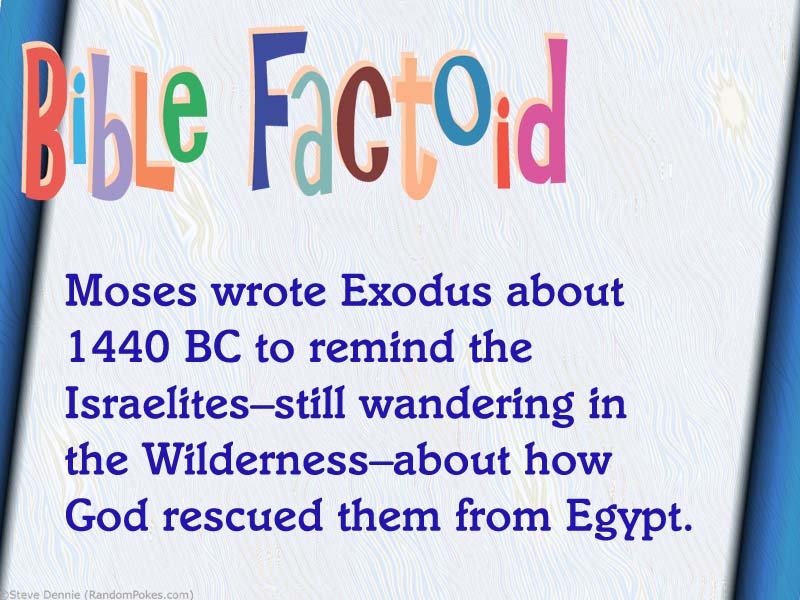 Bible Factoid
Moses wrote Exodus about
1440 BC to remind the
Israelites–still wandering in
the Wilderness–about how
God rescued them from Egypt.
©Steve Dennie (RandomPokes.com)